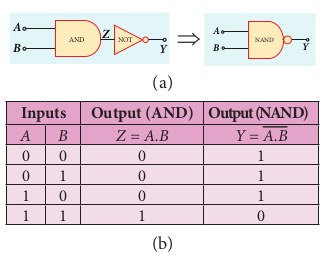 A AND Z NOT Y ⇒ A NAND Y
B B
(a)
Inputs Output (AND) Output (NAND)
A B Z = A.B Y = \overline{A.B}
0 0 0 1
0 1 0 1
1 0 0 1
1 1 1 0
(b)